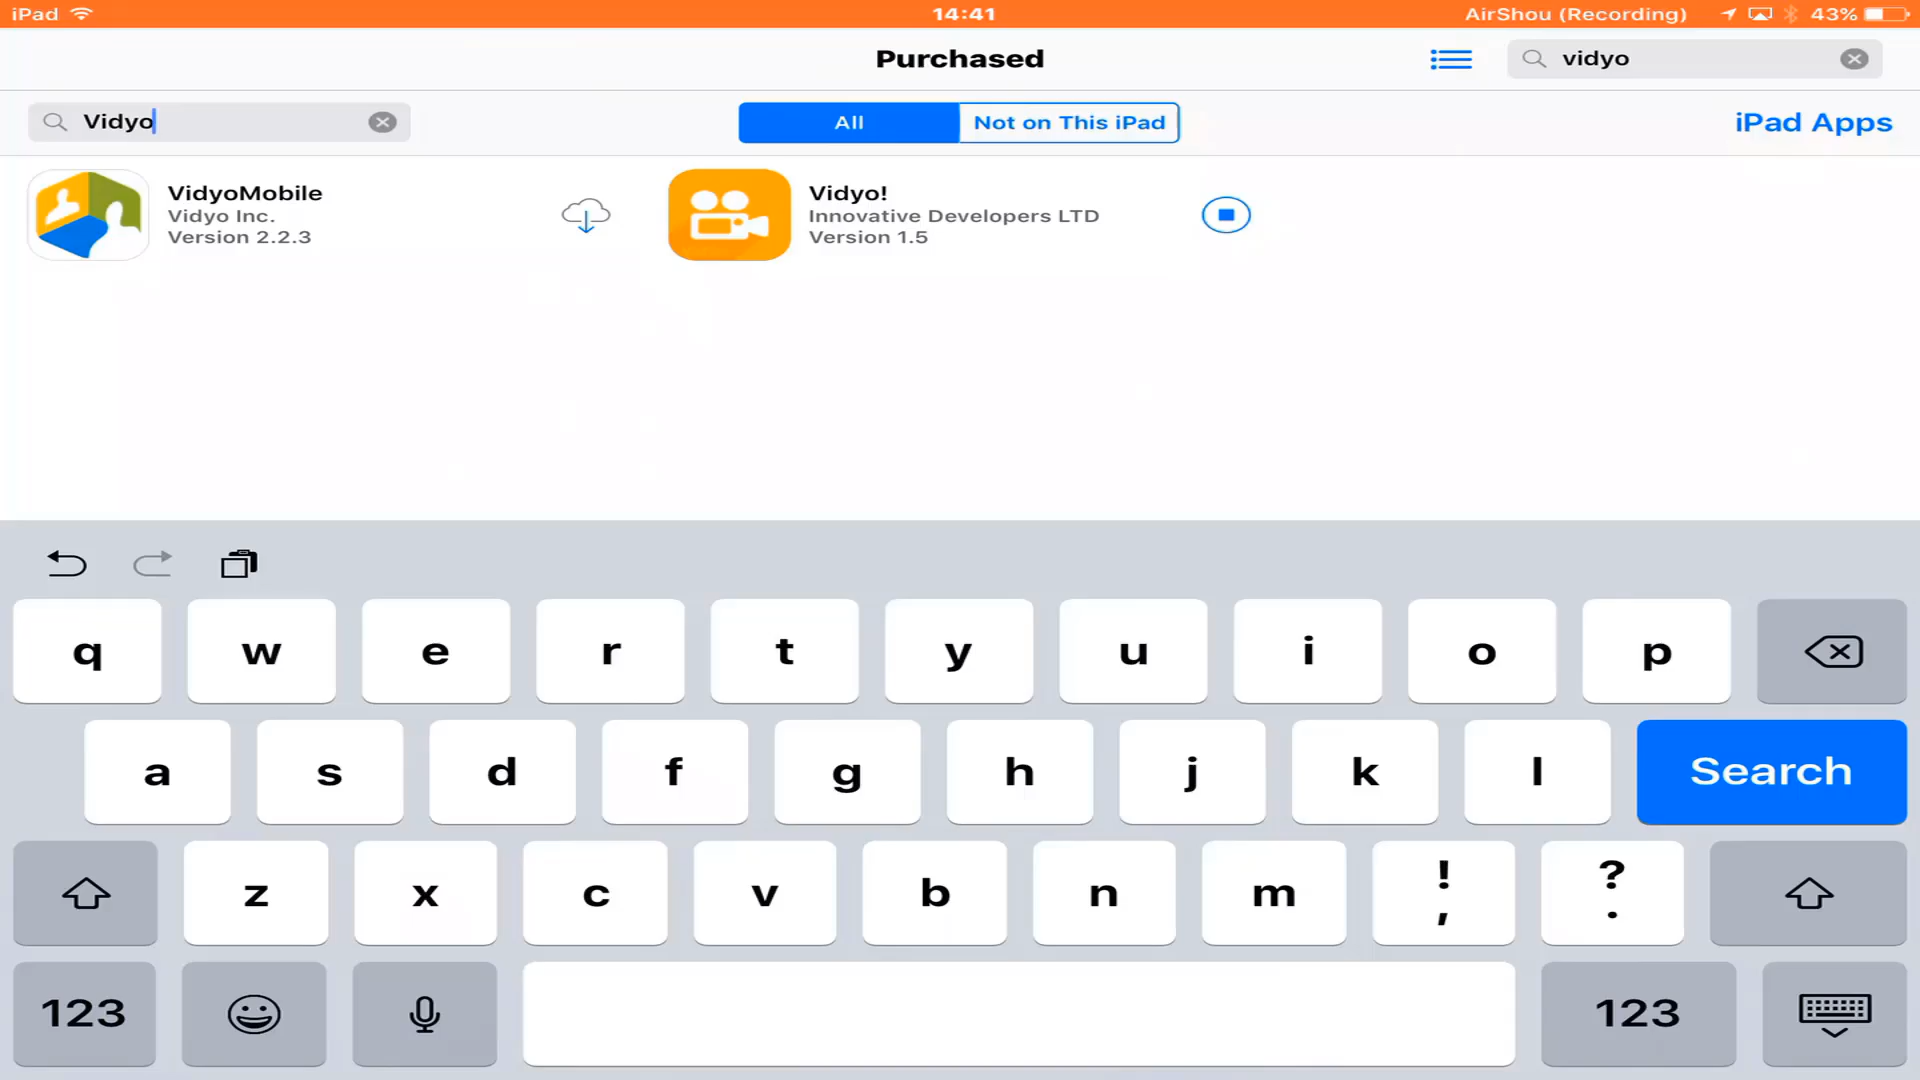 iPad
14:41
AirShou (Recording)
43%
Purchased
vidyo
Vidyo
All
Not on This iPad
iPad Apps
VidyoMobile
Vidyo Inc.
Version 2.2.3
Vidyo!
Innovative Developers LTD
Version 1.5
q w e r t y u i o p
a s d f g h j k l Search
z x c v b n m ! , ? .
123 123